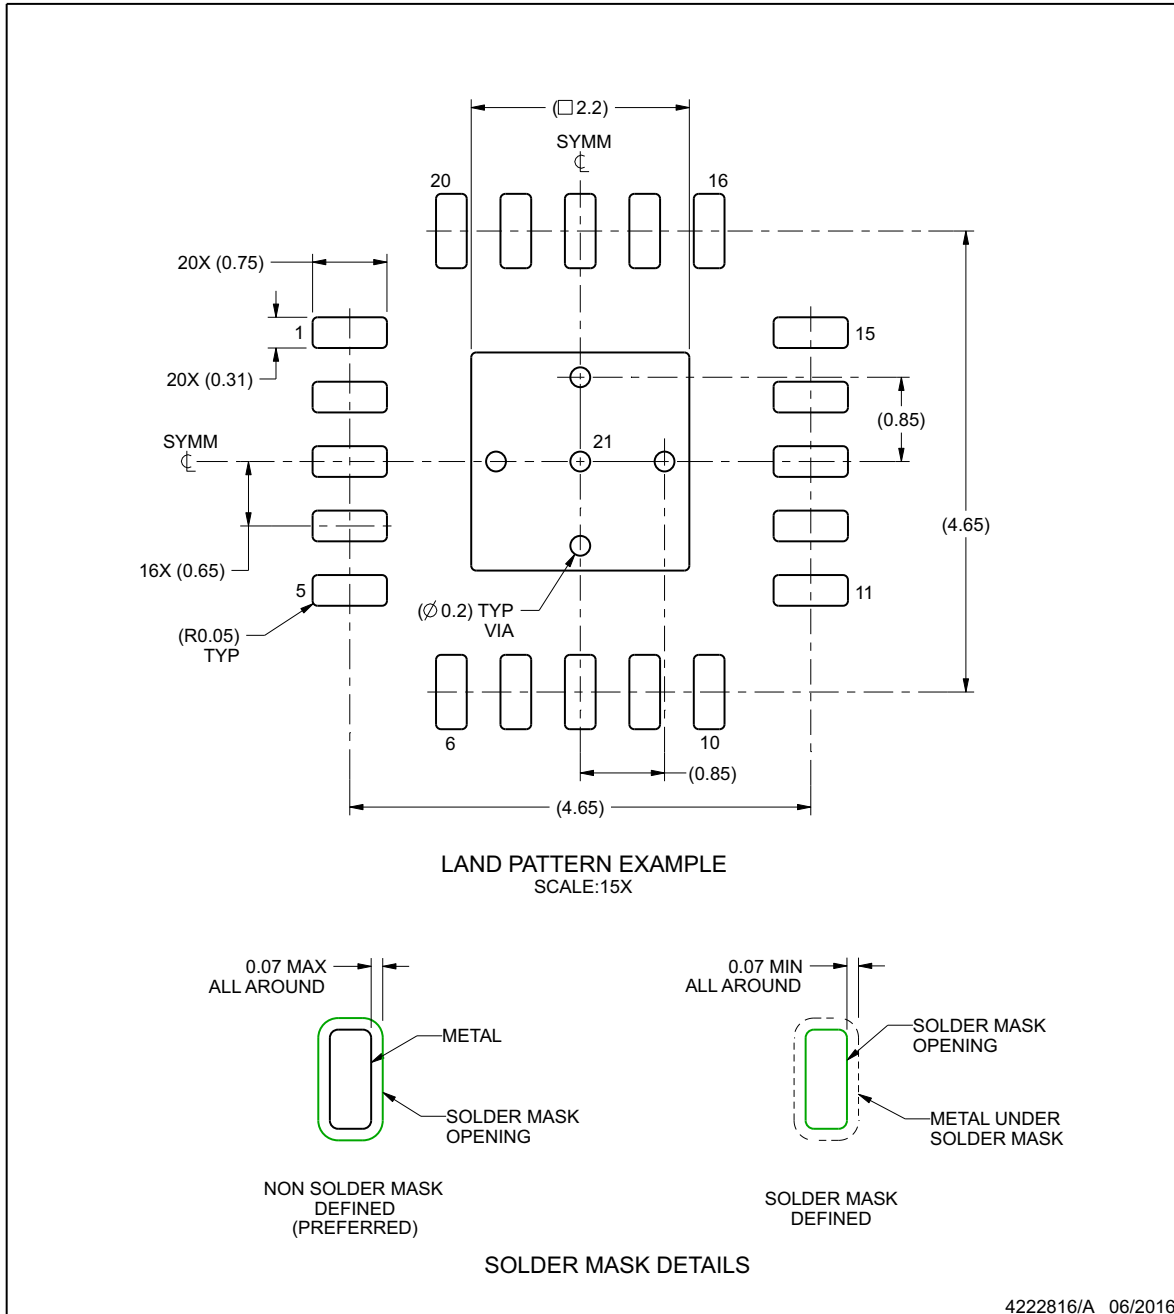 (□2.2)
SYMM
℄
20
16
20X (0.75)
1
15
20X (0.31)
(0.85)
SYMM
℄
21
(4.65)
16X (0.65)
5
11
(∅0.2) TYP
VIA
(R0.05)
TYP
6
10
(0.85)
(4.65)
LAND PATTERN EXAMPLE
SCALE:15X
0.07 MAX
ALL AROUND
METAL
SOLDER MASK
OPENING
NON SOLDER MASK
DEFINED
(PREFERRED)
0.07 MIN
ALL AROUND
SOLDER MASK
OPENING
METAL UNDER
SOLDER MASK
SOLDER MASK
DEFINED
SOLDER MASK DETAILS
4222816/A 06/2016